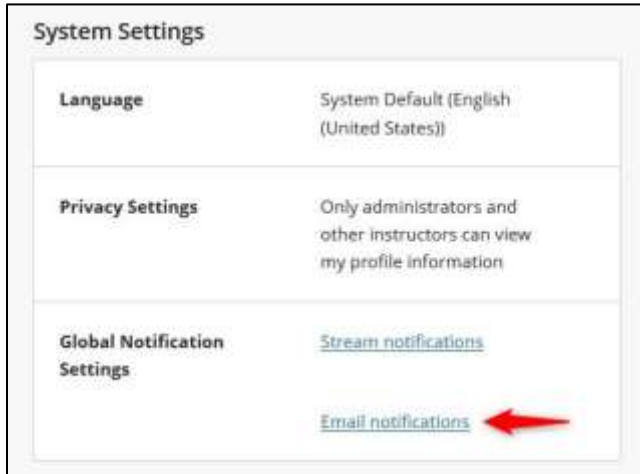 System Settings
Language
System Default (English
(United States))
Privacy Settings
Only administrators and
other instructors can view
my profile information
Global Notification
Settings
Stream notifications
Email notifications